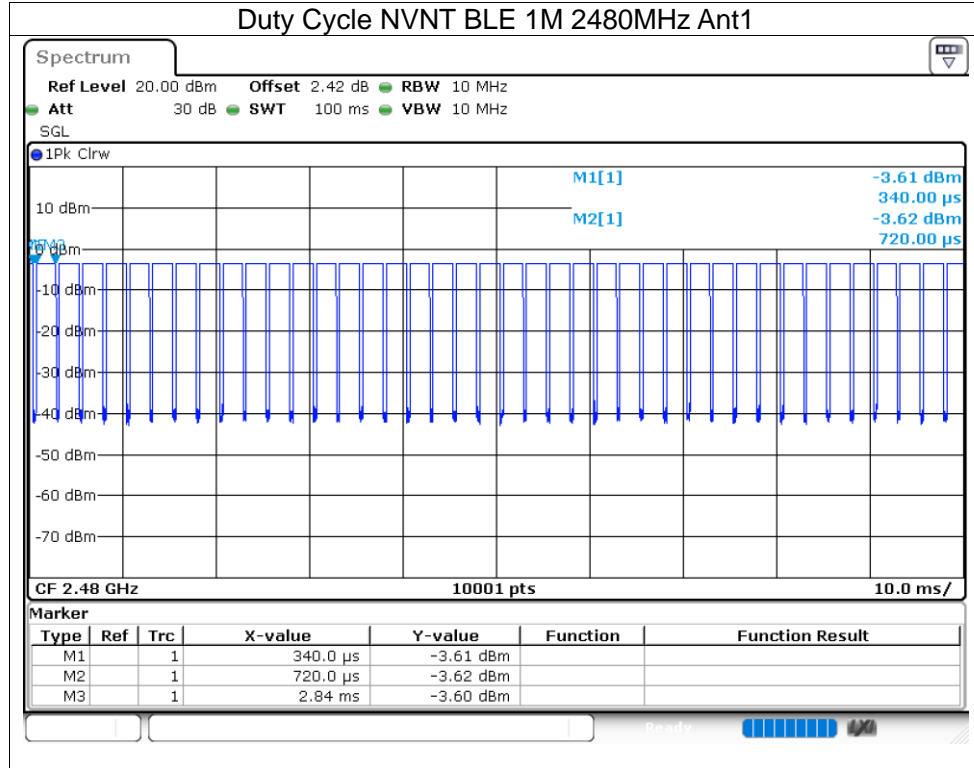 Duty Cycle NVNT BLE 1M 2480MHz Ant1
Spectrum
Ref Level 20.00 dBm Offset 2.42 dB RBW 10 MHz
Att 30 dB SWT 100 ms VBW 10 MHz
SGL
1Pk Clrw
M1[1] -3.61 dBm
340.00 µs
10 dBm
M2[1] -3.62 dBm
720.00 µs
0 dBm
-10 dBm
-20 dBm
-30 dBm
-40 dBm
-50 dBm
-60 dBm
-70 dBm
CF 2.48 GHz 10001 pts 10.0 ms/
Marker
Type Ref Trc X-value Y-value Function Function Result
M1 1 340.0 µs -3.61 dBm
M2 1 720.0 µs -3.62 dBm
M3 1 2.84 ms -3.60 dBm
Ready